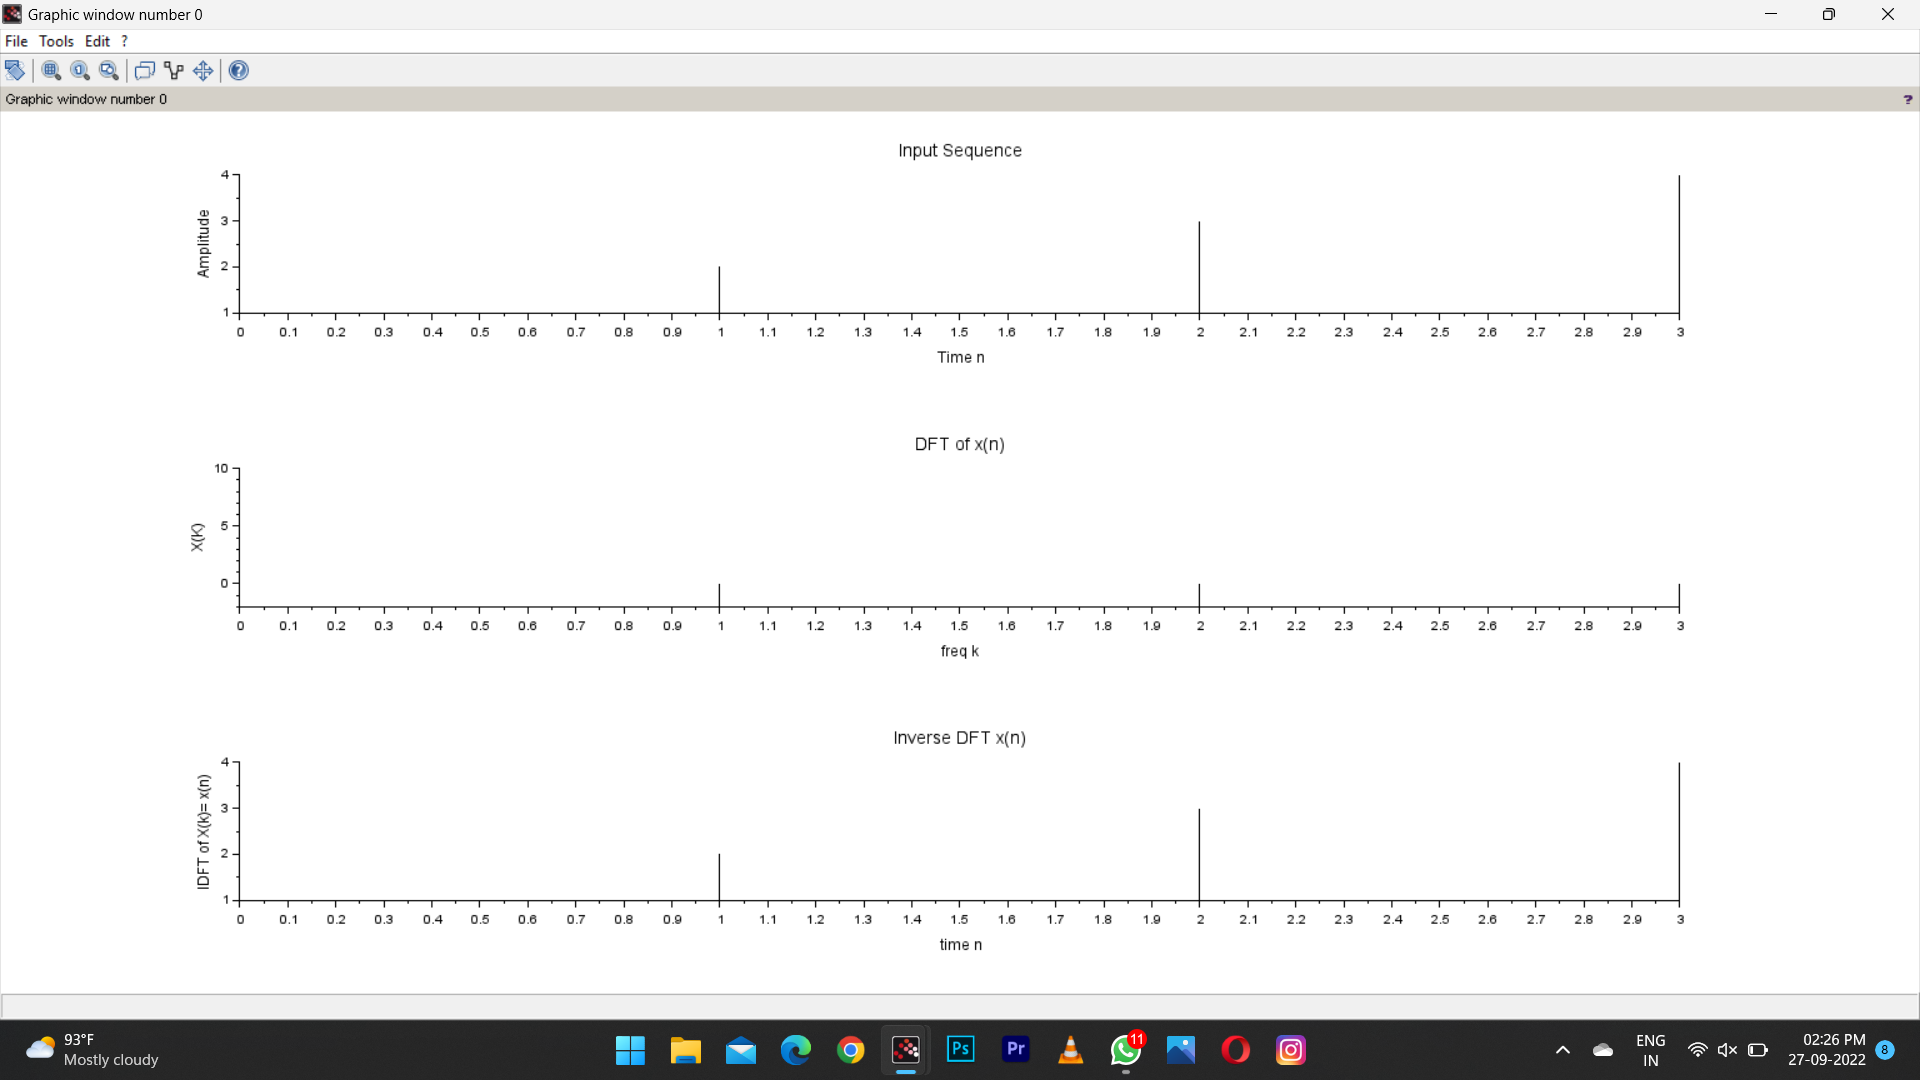 Graphic window number 0
File Tools Edit ?
Graphic window number 0 ?
Input Sequence
Amplitude
4
3
2
1
0 0.1 0.2 0.3 0.4 0.5 0.6 0.7 0.8 0.9 1 1.1 1.2 1.3 1.4 1.5 1.6 1.7 1.8 1.9 2 2.1 2.2 2.3 2.4 2.5 2.6 2.7 2.8 2.9 3
Time n
DFT of x(n)
X(K)
10
5
0
0 0.1 0.2 0.3 0.4 0.5 0.6 0.7 0.8 0.9 1 1.1 1.2 1.3 1.4 1.5 1.6 1.7 1.8 1.9 2 2.1 2.2 2.3 2.4 2.5 2.6 2.7 2.8 2.9 3
freq k
Inverse DFT x(n)
IDFT of X(k)= x(n)
4
3
2
1
0 0.1 0.2 0.3 0.4 0.5 0.6 0.7 0.8 0.9 1 1.1 1.2 1.3 1.4 1.5 1.6 1.7 1.8 1.9 2 2.1 2.2 2.3 2.4 2.5 2.6 2.7 2.8 2.9 3
time n
93°F
Mostly cloudy
Ps
Pr
11
ENG
IN
02:26 PM
27-09-2022
8